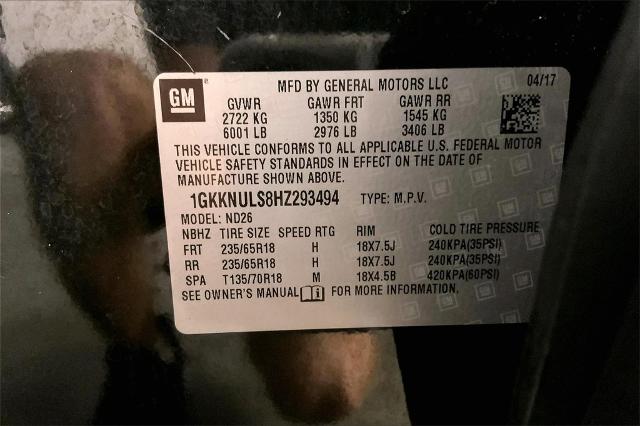 GM
MFD BY GENERAL MOTORS LLC 04/17
GVWR GAWR FRT GAWR RR
2722 KG 1350 KG 1545 KG
6001 LB 2976 LB 3406 LB
THIS VEHICLE CONFORMS TO ALL APPLICABLE U.S. FEDERAL MOTOR
VEHICLE SAFETY STANDARDS IN EFFECT ON THE DATE OF
MANUFACTURE SHOWN ABOVE.
1GKKNULS8HZ293494 TYPE: M.P.V.
MODEL: ND26
NBHZ TIRE SIZE SPEED RTG RIM COLD TIRE PRESSURE
FRT 235/65R18 H 18X7.5J 240KPA(35PSI)
RR 235/65R18 H 18X7.5J 240KPA(35PSI)
SPA T135/70R18 M 18X4.5B 420KPA(60PSI)
SEE OWNER'S MANUAL FOR MORE INFORMATION.